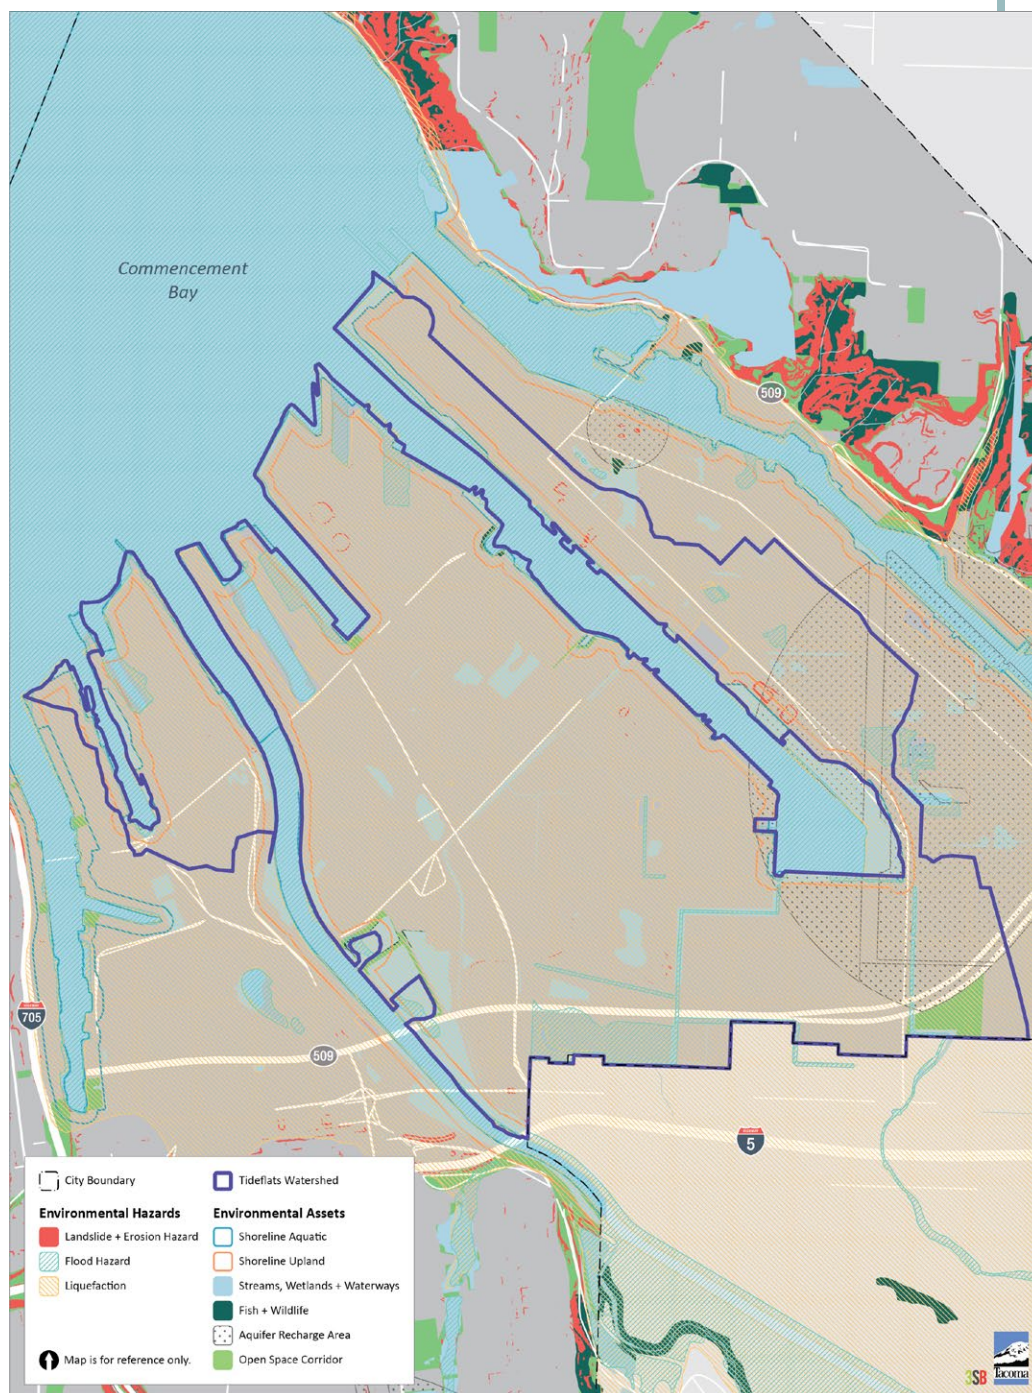 Commencement
Bay
509
705
509
5
City Boundary
Tideflats Watershed
Environmental Hazards
Environmental Assets
Landslide + Erosion Hazard
Shoreline Aquatic
Flood Hazard
Shoreline Upland
Liquefaction
Streams, Wetlands + Waterways
Fish + Wildlife
Aquifer Recharge Area
Map is for reference only.
Open Space Corridor
3SB
Tacoma